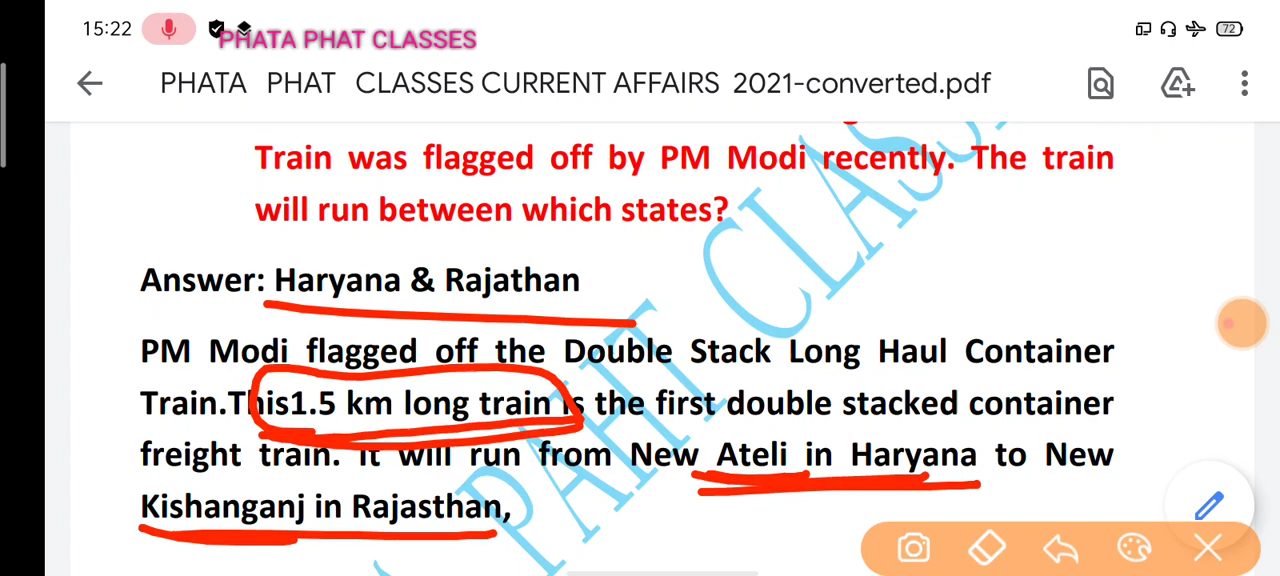 15:22
PHATA PHAT CLASSES
72
PHATA PHAT CLASSES CURRENT AFFAIRS 2021-converted.pdf
Train was flagged off by PM Modi recently. The train
will run between which states?
Answer: Haryana & Rajathan
PM Modi flagged off the Double Stack Long Haul Container
Train.This1.5 km long train is the first double stacked container
freight train. It will run from New Ateli in Haryana to New
Kishanganj in Rajasthan,